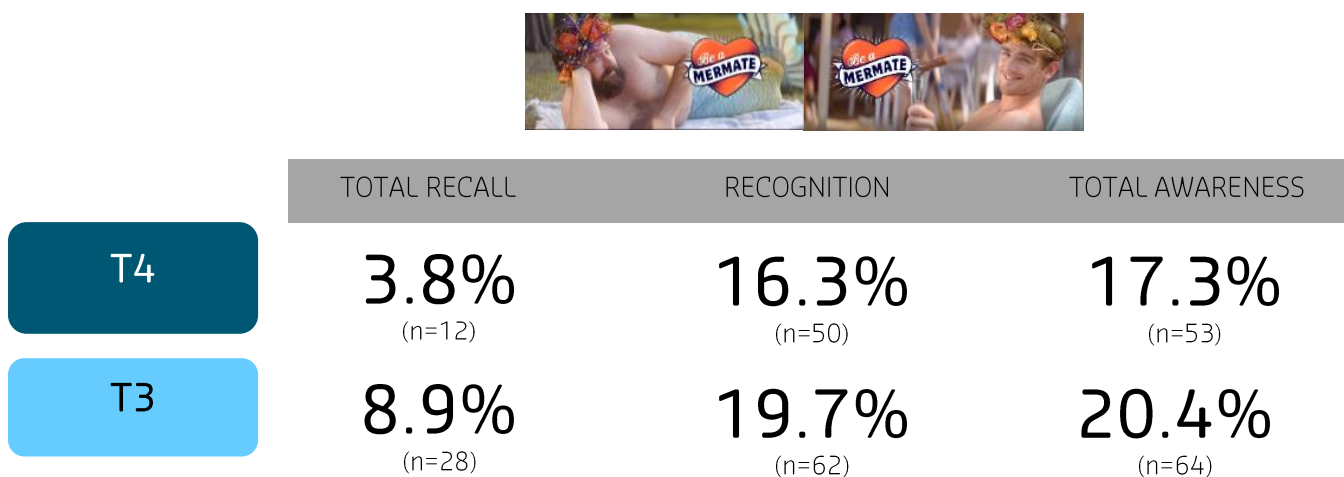 Be a
MERMATE
Be a
MERMATE
TOTAL RECALL RECOGNITION TOTAL AWARENESS
T4 3.8% 16.3% 17.3%
(n=12) (n=50) (n=53)
T3 8.9% 19.7% 20.4%
(n=28) (n=62) (n=64)